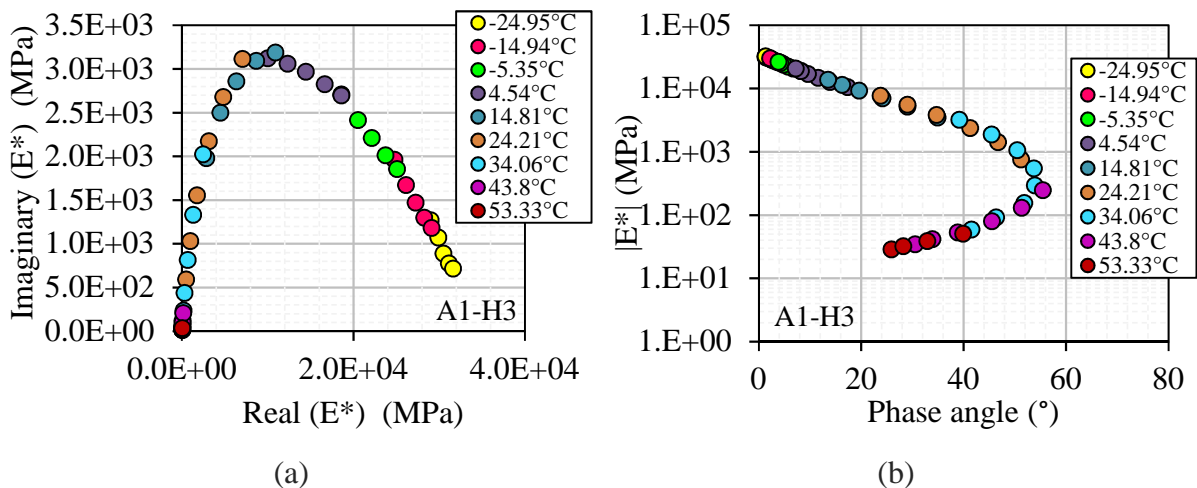 3.5E+03
3.0E+03
2.5E+03
2.0E+03
1.5E+03
1.0E+03
5.0E+02
0.0E+00
Imaginary (E*) (MPa)
-24.95°C
-14.94°C
-5.35°C
4.54°C
14.81°C
24.21°C
34.06°C
43.8°C
53.33°C
A1-H3
0.0E+00 2.0E+04 4.0E+04
Real (E*) (MPa)
(a)
1.E+05
1.E+04
1.E+03
1.E+02
1.E+01
1.E+00
|E*| (MPa)
-24.95°C
-14.94°C
-5.35°C
4.54°C
14.81°C
24.21°C
34.06°C
43.8°C
53.33°C
A1-H3
0 20 40 60 80
Phase angle (°)
(b)